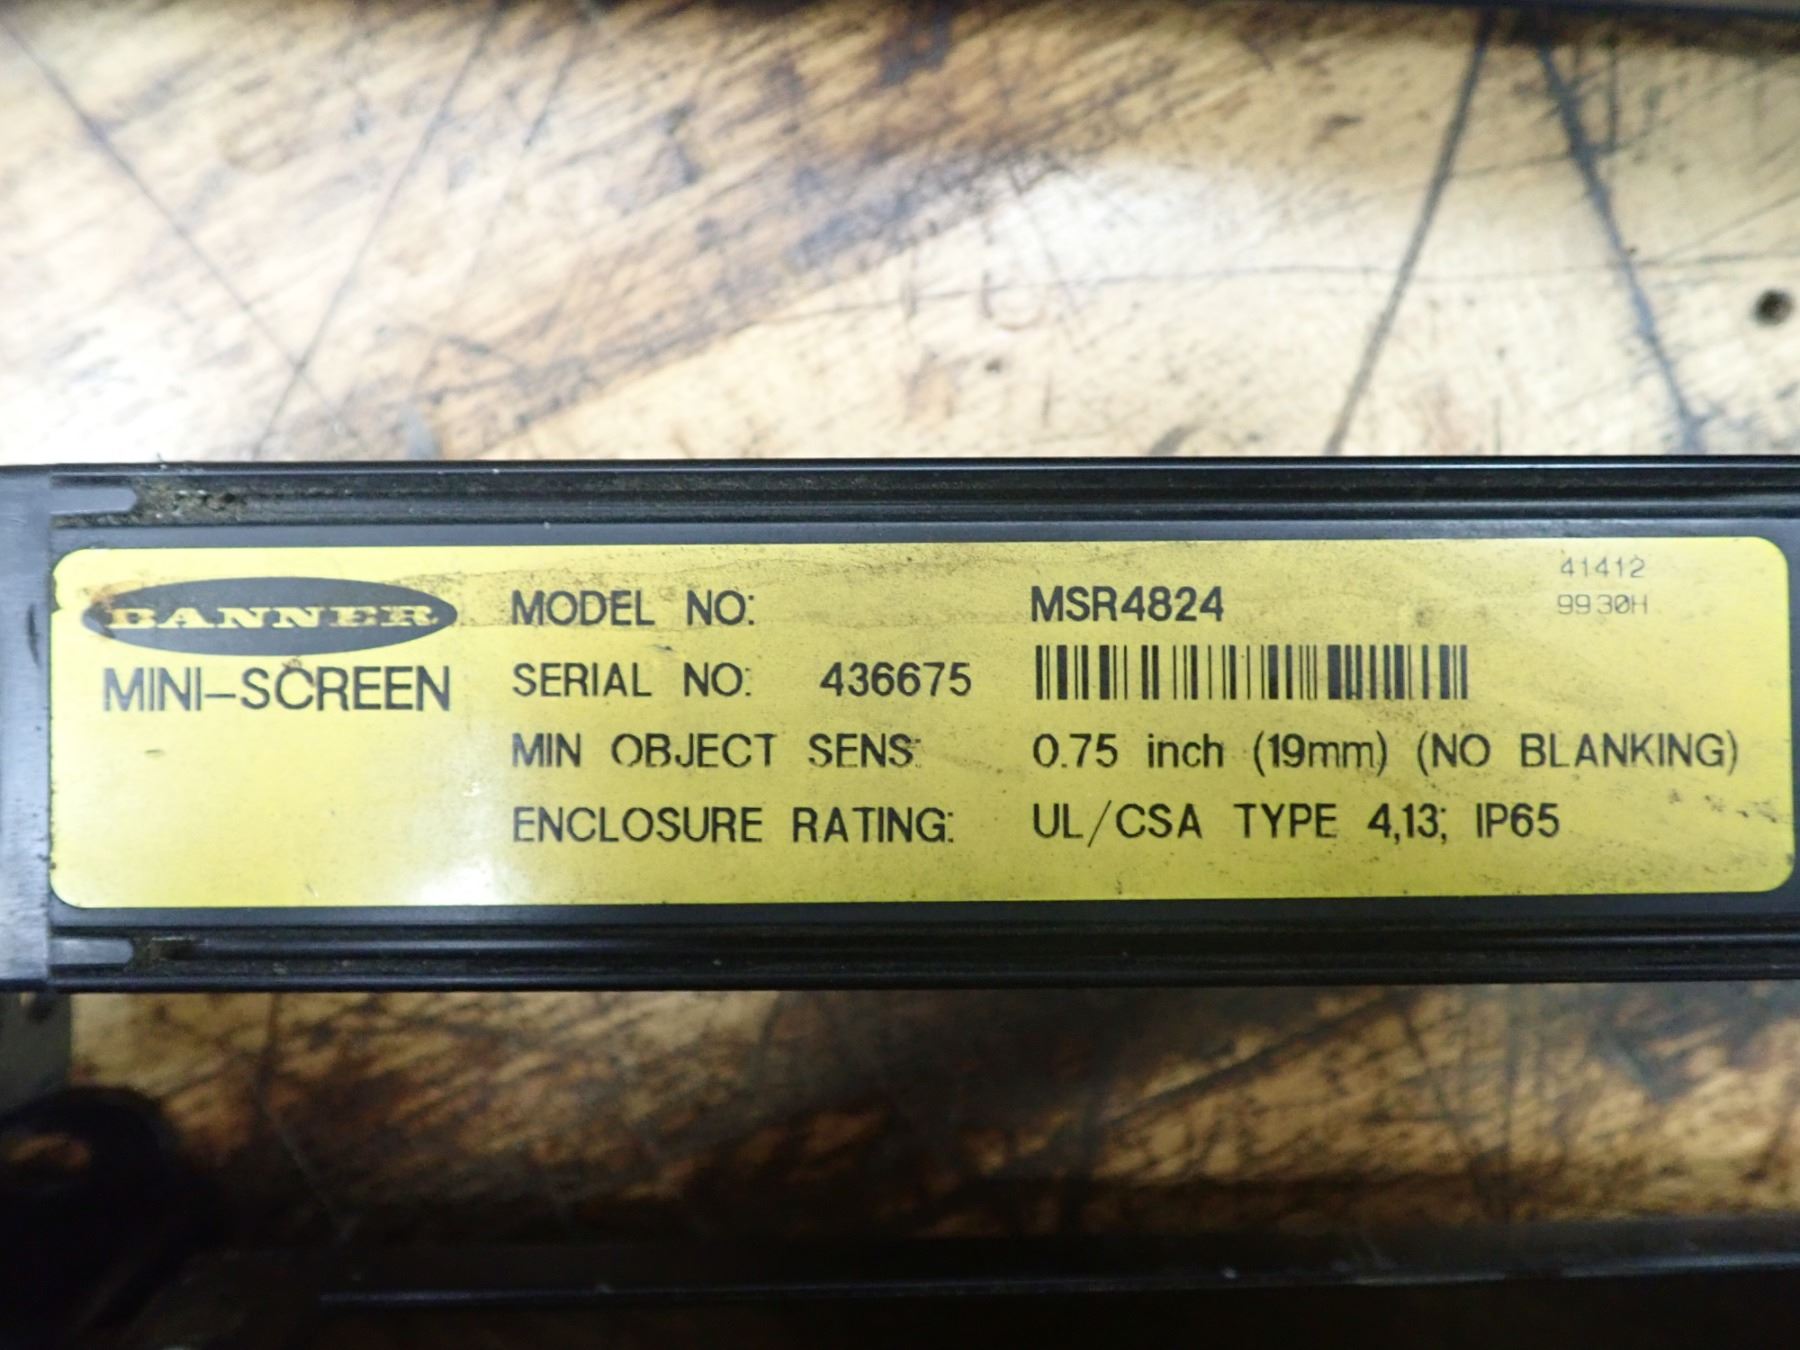 BANNER
MINI-SCREEN
MODEL NO: MSR4824
SERIAL NO: 436675
MIN OBJECT SENS: 0.75 inch (19mm) (NO BLANKING)
ENCLOSURE RATING: UL/CSA TYPE 4,13; IP65
41412
9930H